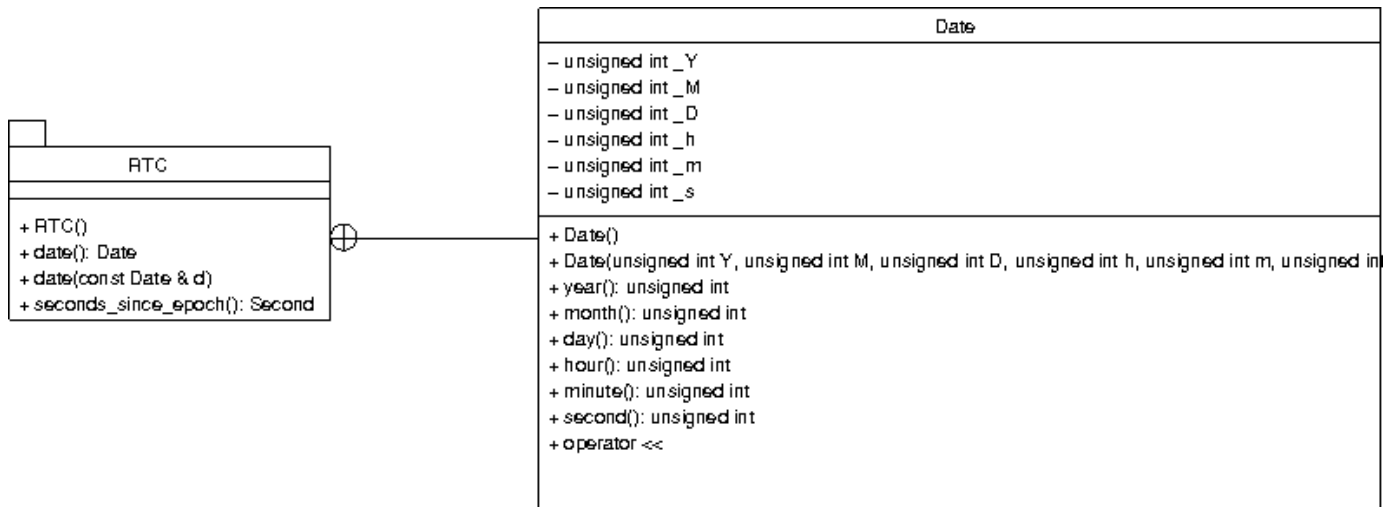 RTC
+ RTC()
+ date(): Date
+ date(const Date & d)
+ seconds_since_epoch(): Second
Date
– unsigned int _Y
– unsigned int _M
– unsigned int _D
– unsigned int _h
– unsigned int _m
– unsigned int _s
+ Date()
+ Date(unsigned int Y, unsigned int M, unsigned int D, unsigned int h, unsigned int m, unsigned
+ year(): unsigned int
+ month(): unsigned int
+ day(): unsigned int
+ hour(): unsigned int
+ minute(): unsigned int
+ second(): unsigned int
+ operator <<